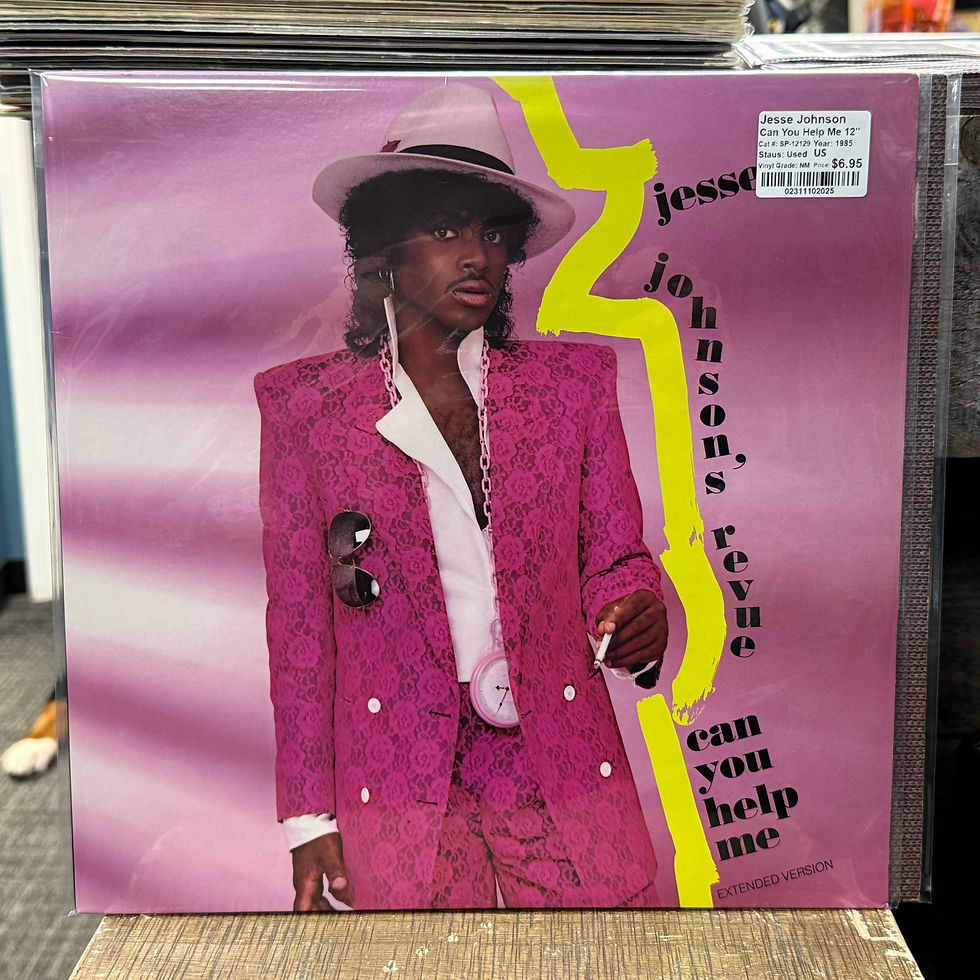 Jesse Johnson
Can You Help Me 12"
Cat #: SP-12129 Year: 1985
Staus: Used US
Vinyl Grade: NM Price: $6.95
02311102025
jesse
johnson's
revue
can
you
help
me
EXTENDED VERSION